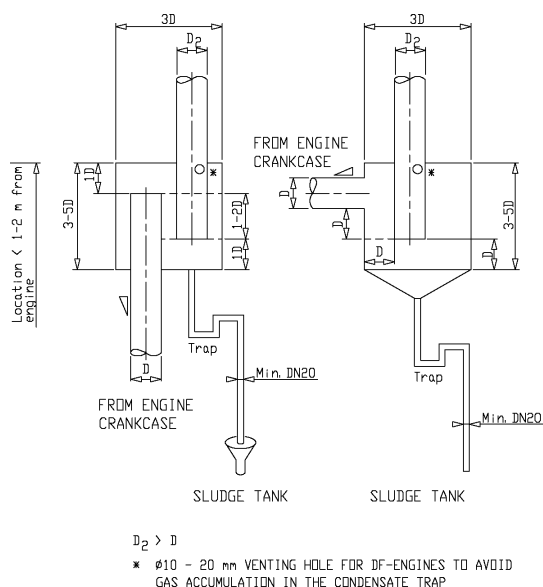 3D
3D
D2
D2
FROM ENGINE
CRANKCASE
*
*
1D
D
3-5D
1-2D
1D
D
D
D
3-5D
Location < 1-2 m from
engine
D
Trap
Trap
Min. DN20
Min. DN20
FROM ENGINE
CRANKCASE
SLUDGE TANK
SLUDGE TANK
D2 > D
* Ø10 - 20 mm VENTING HOLE FOR DF-ENGINES TO AVOID
GAS ACCUMULATION IN THE CONDENSATE TRAP